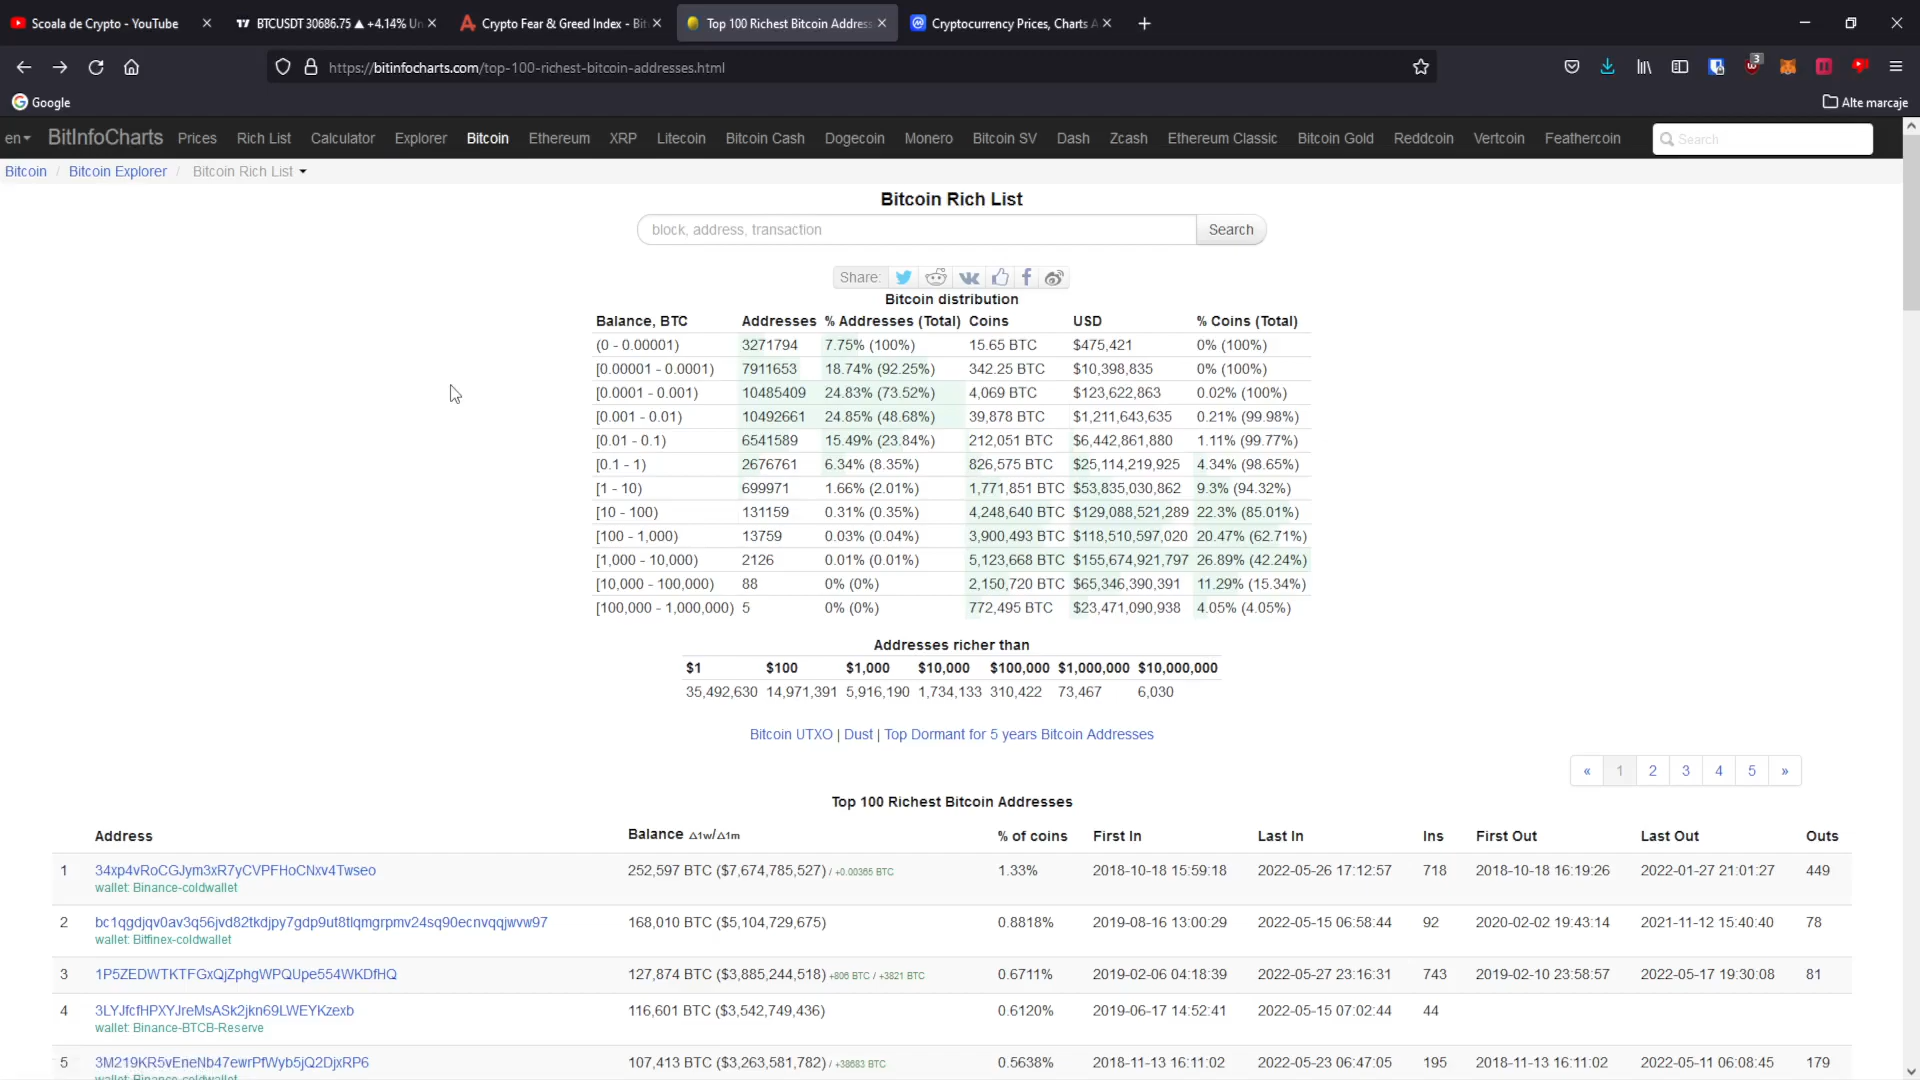 Scoala de Crypto - YouTube
BTCUSDT 30686.75 ▲ +4.14% Un
Crypto Fear & Greed Index - Bit
Top 100 Richest Bitcoin Address
Cryptocurrency Prices, Charts A
https://bitinfocharts.com/top-100-richest-bitcoin-addresses.html
3
Google
Alte marcaje
en BitInfoCharts Prices Rich List Calculator Explorer Bitcoin Ethereum XRP Litecoin Bitcoin Cash Dogecoin Monero Bitcoin SV Dash Zcash Ethereum Classic Bitcoin Gold Reddcoin Vertcoin Feathercoin Search
Bitcoin / Bitcoin Explorer / Bitcoin Rich List
Bitcoin Rich List
block, address, transaction Search
Share:
Bitcoin distribution
Balance, BTC Addresses % Addresses (Total) Coins USD % Coins (Total)
(0 - 0.00001) 3271794 7.75% (100%) 15.65 BTC $475,421 0% (100%)
[0.00001 - 0.0001) 7911653 18.74% (92.25%) 342.25 BTC $10,398,835 0% (100%)
[0.0001 - 0.001) 10485409 24.83% (73.52%) 4,069 BTC $123,622,863 0.02% (100%)
[0.001 - 0.01) 10492661 24.85% (48.68%) 39,878 BTC $1,211,643,635 0.21% (99.98%)
[0.01 - 0.1) 6541589 15.49% (23.84%) 212,051 BTC $6,442,861,880 1.11% (99.77%)
[0.1 - 1) 2676761 6.34% (8.35%) 826,575 BTC $25,114,219,925 4.34% (98.65%)
[1 - 10) 699971 1.66% (2.01%) 1,771,851 BTC $53,835,030,862 9.3% (94.32%)
[10 - 100) 131159 0.31% (0.35%) 4,248,640 BTC $129,088,521,289 22.3% (85.01%)
[100 - 1,000) 13759 0.03% (0.04%) 3,900,493 BTC $118,510,597,020 20.47% (62.71%)
[1,000 - 10,000) 2126 0.01% (0.01%) 5,123,668 BTC $155,674,921,797 26.89% (42.24%)
[10,000 - 100,000) 88 0% (0%) 2,150,720 BTC $65,346,390,391 11.29% (15.34%)
[100,000 - 1,000,000) 5 0% (0%) 772,495 BTC $23,471,090,938 4.05% (4.05%)
Addresses richer than
$1 $100 $1,000 $10,000 $100,000 $1,000,000 $10,000,000
35,492,630 14,971,391 5,916,190 1,734,133 310,422 73,467 6,030
Bitcoin UTXO | Dust | Top Dormant for 5 years Bitcoin Addresses
« 1 2 3 4 5 »
Top 100 Richest Bitcoin Addresses
Address Balance Δ1w/Δ1m % of coins First In Last In Ins First Out Last Out Outs
1 34xp4vRoCGJym3xR7yCVPFHoCNxv4Twseo 252,597 BTC ($7,674,785,527) / +0.00365 BTC 1.33% 2018-10-18 15:59:18 2022-05-26 17:12:57 718 2018-10-18 16:19:26 2022-01-27 21:01:27 449
wallet: Binance-coldwallet
2 bc1qgdjqv0av3q56jvd82tkdjpy7gdp9ut8tlqmgrpmv24sq90ecnvqqjwvw97 168,010 BTC ($5,104,729,675) 0.8818% 2019-08-16 13:00:29 2022-05-15 06:58:44 92 2020-02-02 19:43:14 2021-11-12 15:40:40 78
wallet: Bitfinex-coldwallet
3 1P5ZEDWTKTFGxQjZphgWPQUpe554WKDfHQ 127,874 BTC ($3,885,244,518) +806 BTC / +3821 BTC 0.6711% 2019-02-06 04:18:39 2022-05-27 23:16:31 743 2019-02-10 23:58:57 2022-05-17 19:30:08 81
4 3LYJfcfHPXYJreMsASk2jkn69LWEYKzexb 116,601 BTC ($3,542,749,436) 0.6120% 2019-06-17 14:52:41 2022-05-15 07:02:44 44
wallet: Binance-BTCB-Reserve
5 3M219KR5vEneNb47ewrPfWyb5jQ2DjxRP6 107,413 BTC ($3,263,581,782) / +38683 BTC 0.5638% 2018-11-13 16:11:02 2022-05-23 06:47:05 195 2018-11-13 16:11:02 2022-05-11 06:08:45 179
wallet: Binance-coldwallet